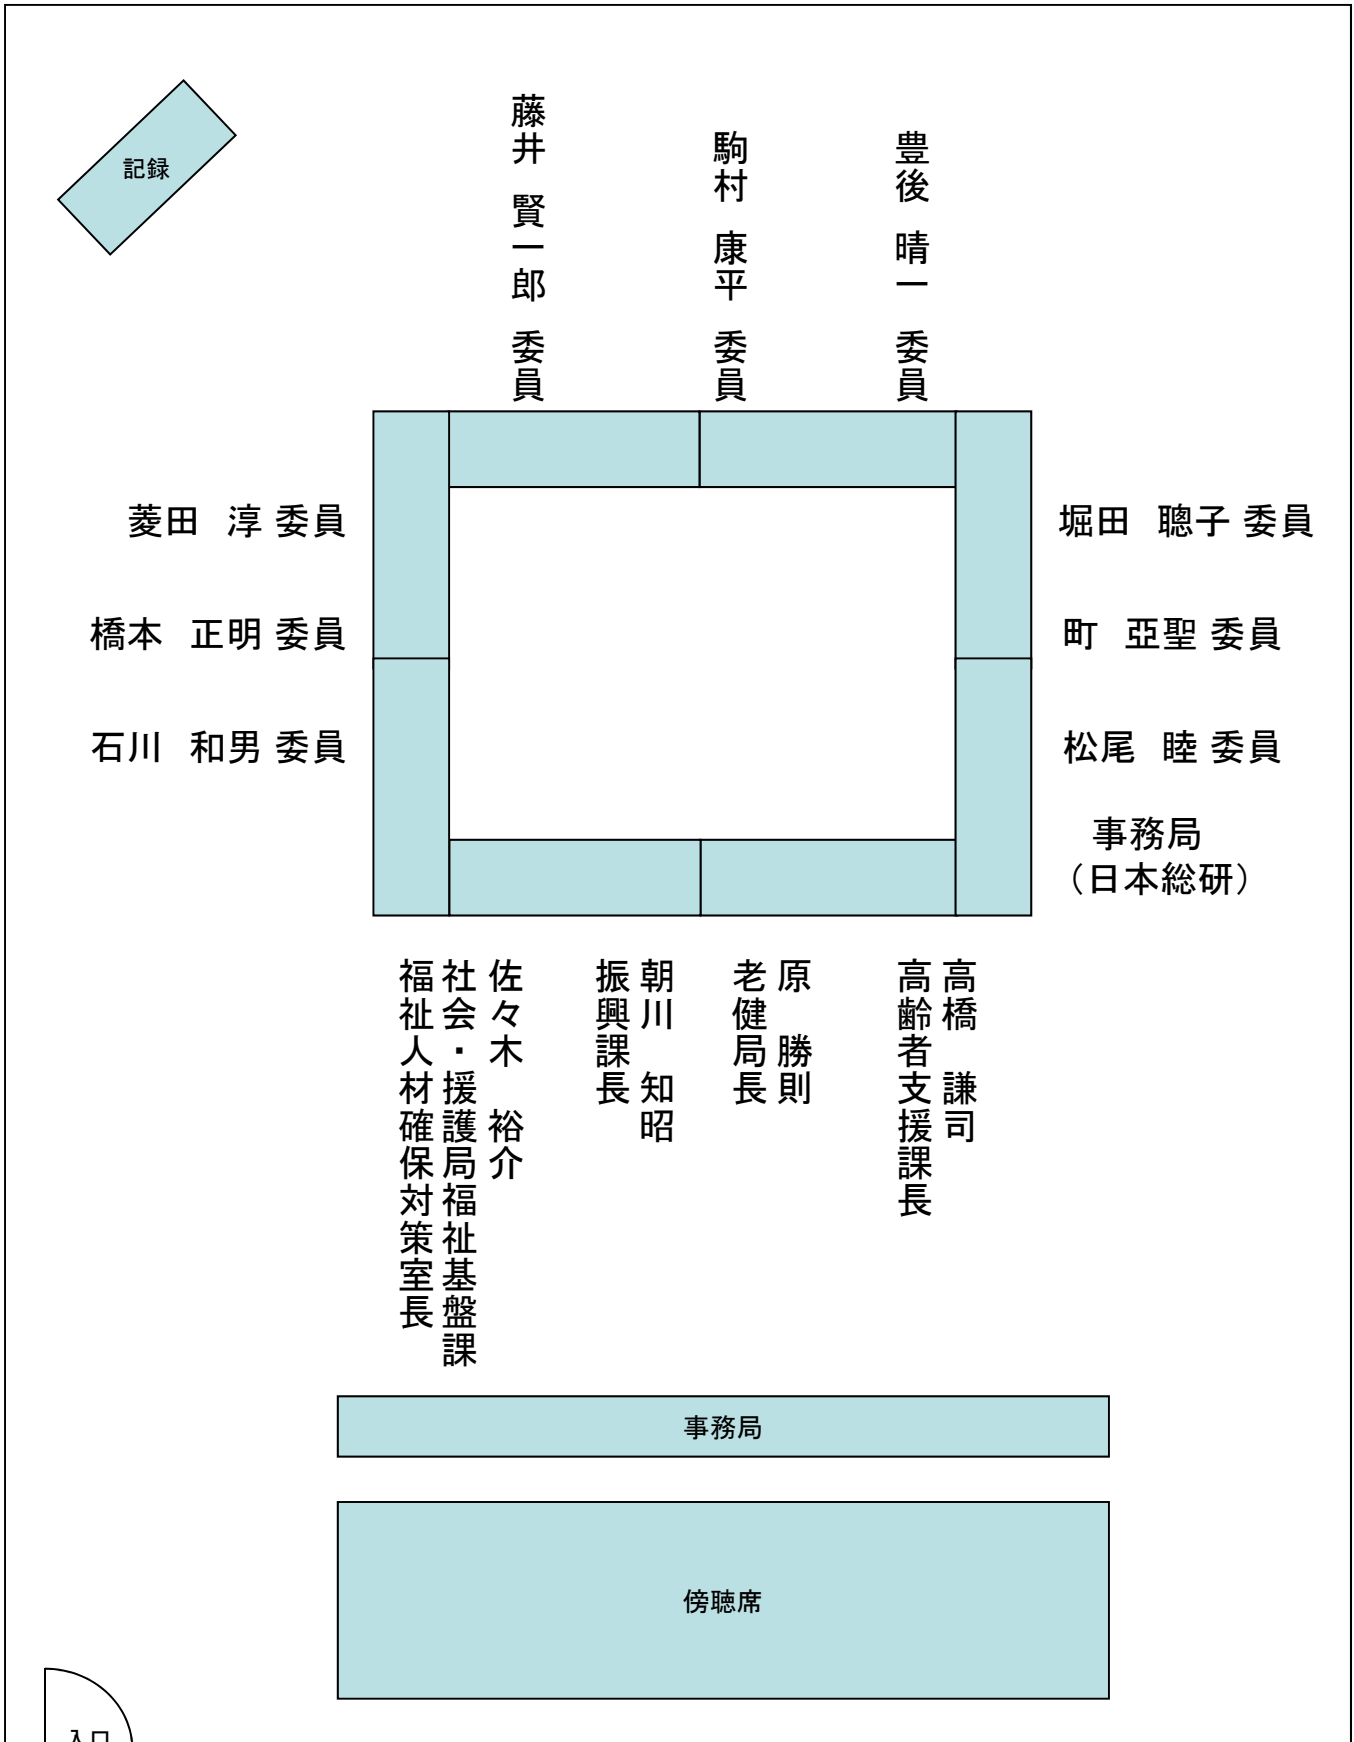 記録
藤井 賢一郎 委員
駒村 康平 委員
豊後 晴一 委員
菱田 淳 委員
橋本 正明 委員
石川 和男 委員
堀田 聰子 委員
町 亞聖 委員
松尾 睦 委員
事務局
（日本総研）
佐々木 裕介
社会・援護局福祉基盤課
福祉人材確保対策室長
朝川 知昭
振興課長
原 勝則
老健局長
高橋 謙司
高齢者支援課長
事務局
傍聴席
入口